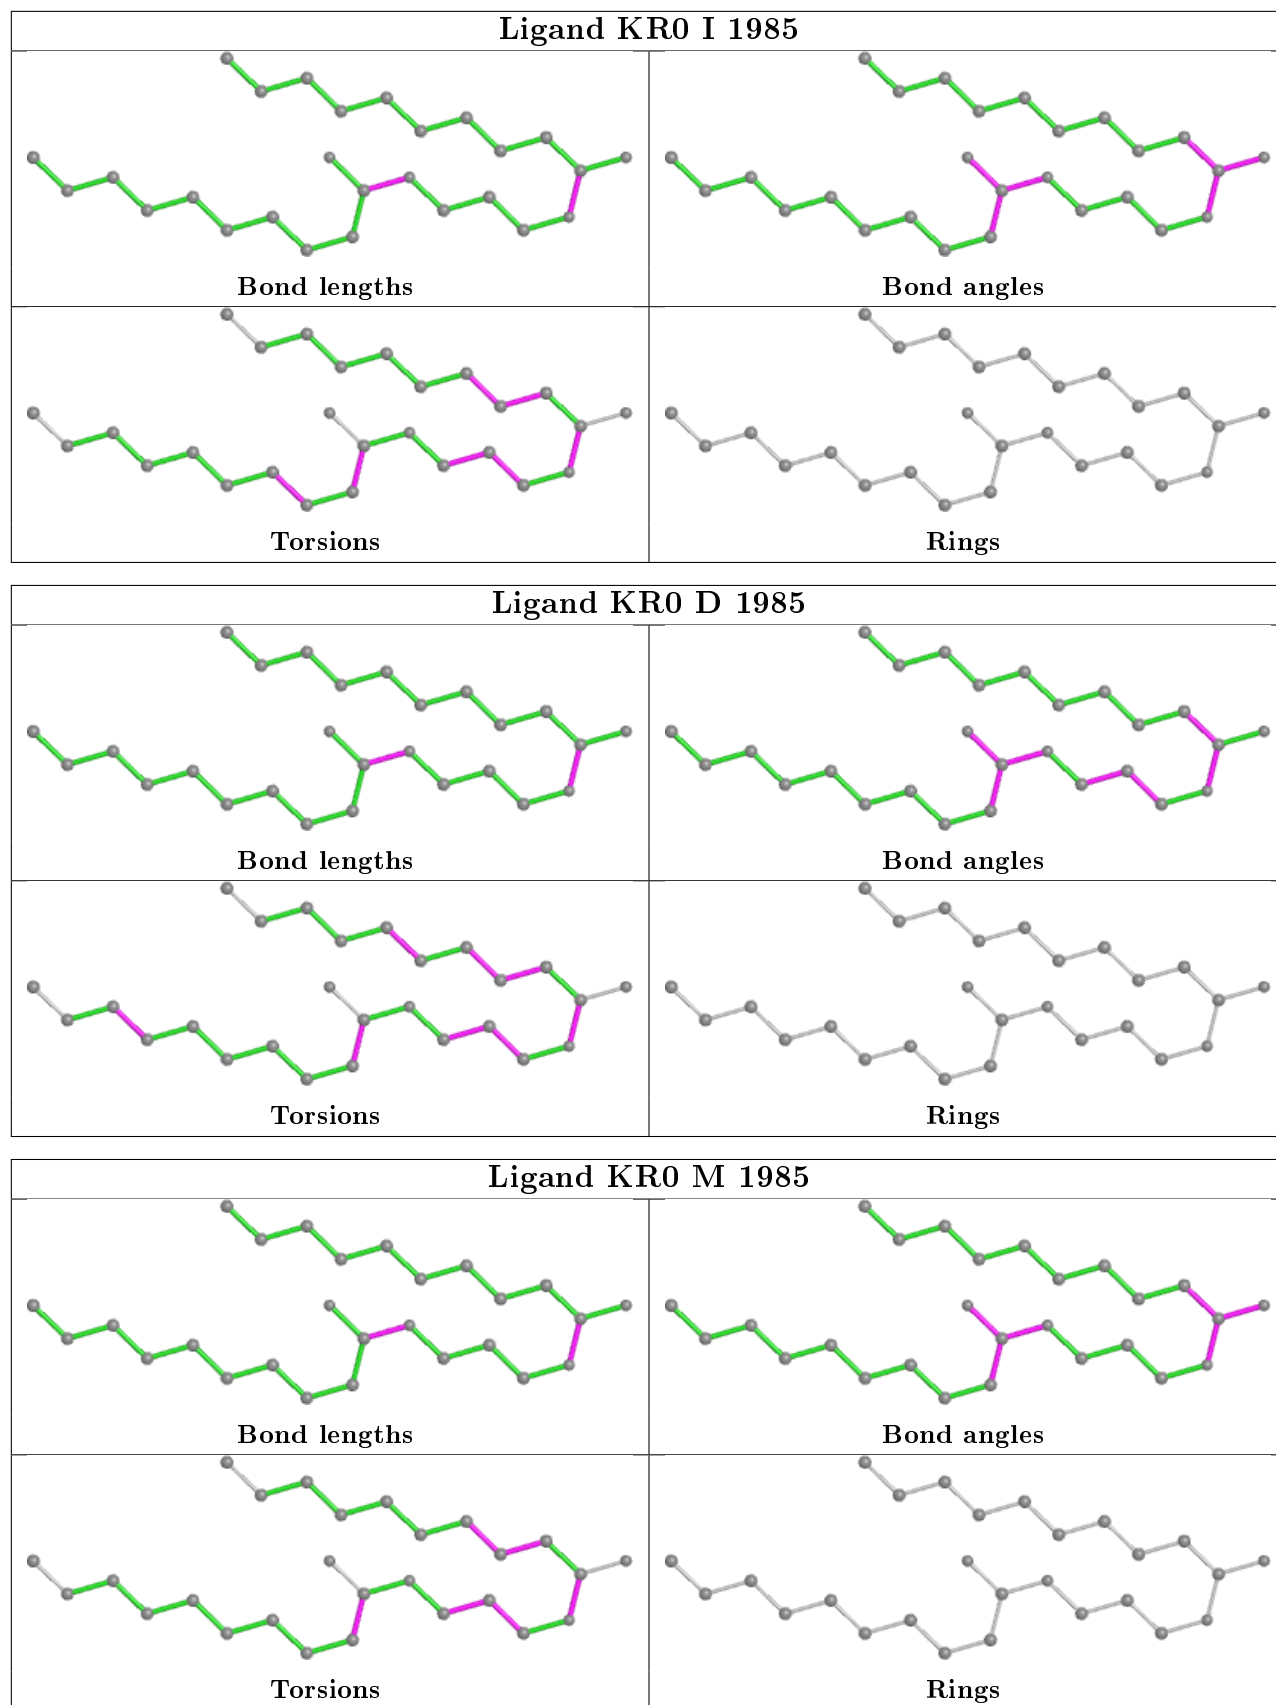 Ligand KR0 I 1985
Bond lengths
Bond angles
Torsions
Rings
Ligand KR0 D 1985
Bond lengths
Bond angles
Torsions
Rings
Ligand KR0 M 1985
Bond lengths
Bond angles
Torsions
Rings